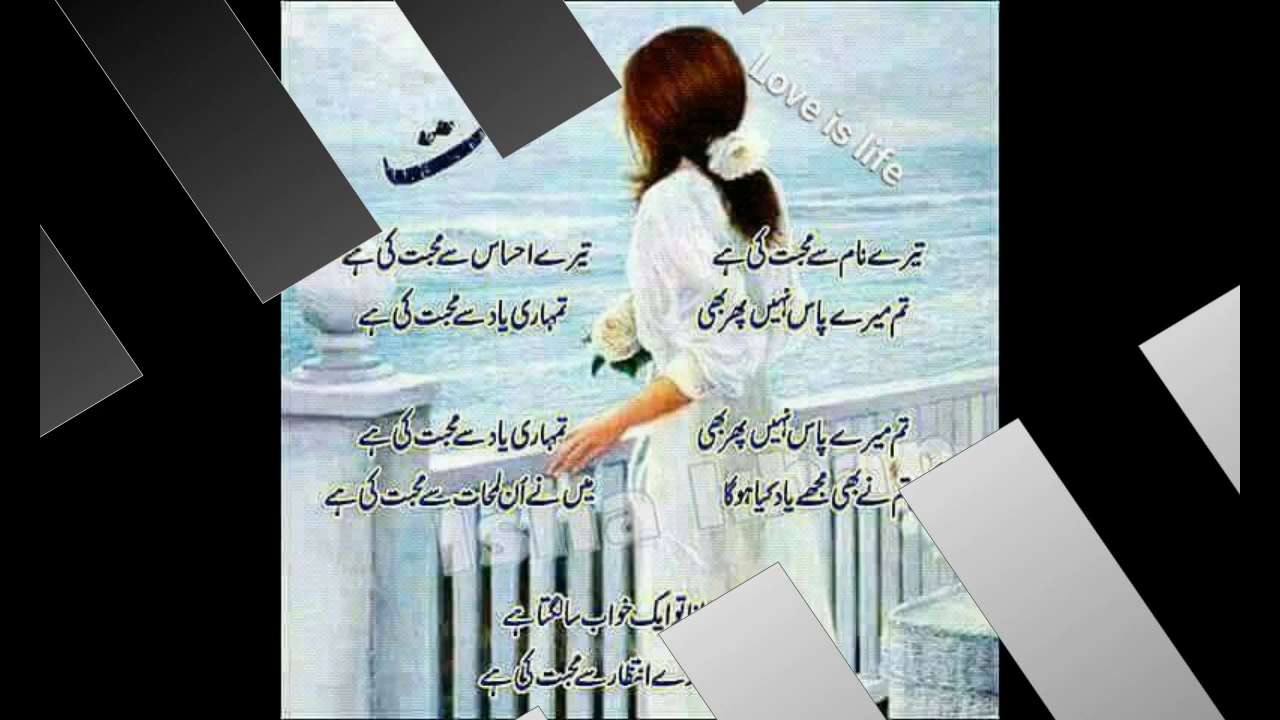 Love is life
تیرے نام سے محبت کی ہے تیرے احساس سے محبت کی ہے
تم میرے پاس نہیں پھر بھی تمہاری یاد سے محبت کی ہے
تم میرے پاس نہیں پھر بھی تمہاری یاد سے محبت کی ہے
تم نے بھی مجھے یاد کیا ہوگا میں نے اُن لمحات سے محبت کی ہے
تو ایک خواب سا لگتا ہے
انتظار سے محبت کی ہے